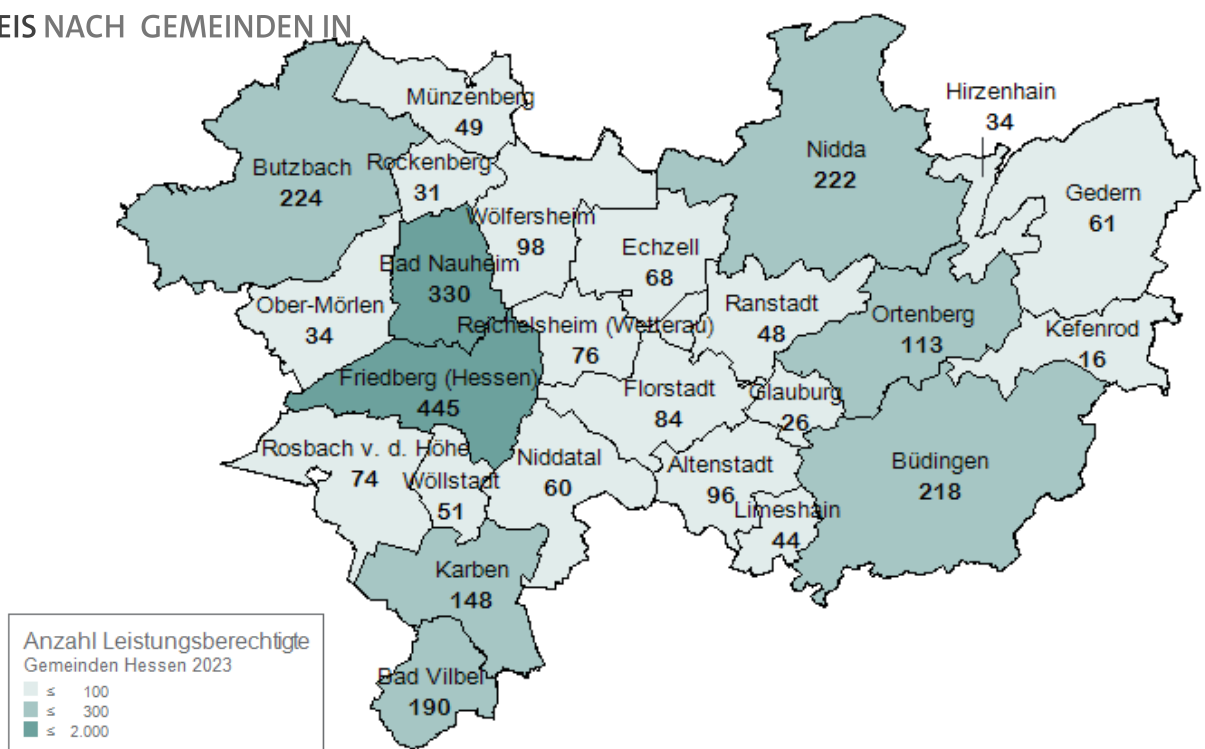 EIS NACH GEMEINDEN IN
Hirzenhain
34
Münzenberg
49
Nidda
222
Butzbach
224
Rockenberg
31
Gedern
61
Wölfersheim
98
Echzell
68
Bad Nauheim
330
Ober-Mörlen
34
Reichelsheim (Wetterau)
76
Ranstadt
48
Ortenberg
113
Kefenrod
16
Friedberg (Hessen)
445
Florstadt
84
Glauburg
26
Rosbach v. d. Höhe
74
Wöllstadt
51
Niddatal
60
Altenstadt
96
Büdingen
218
Limeshain
44
Karben
148
Bad Vilbel
190
Anzahl Leistungsberechtigte
Gemeinden Hessen 2023
≤ 100
≤ 300
≤ 2.000